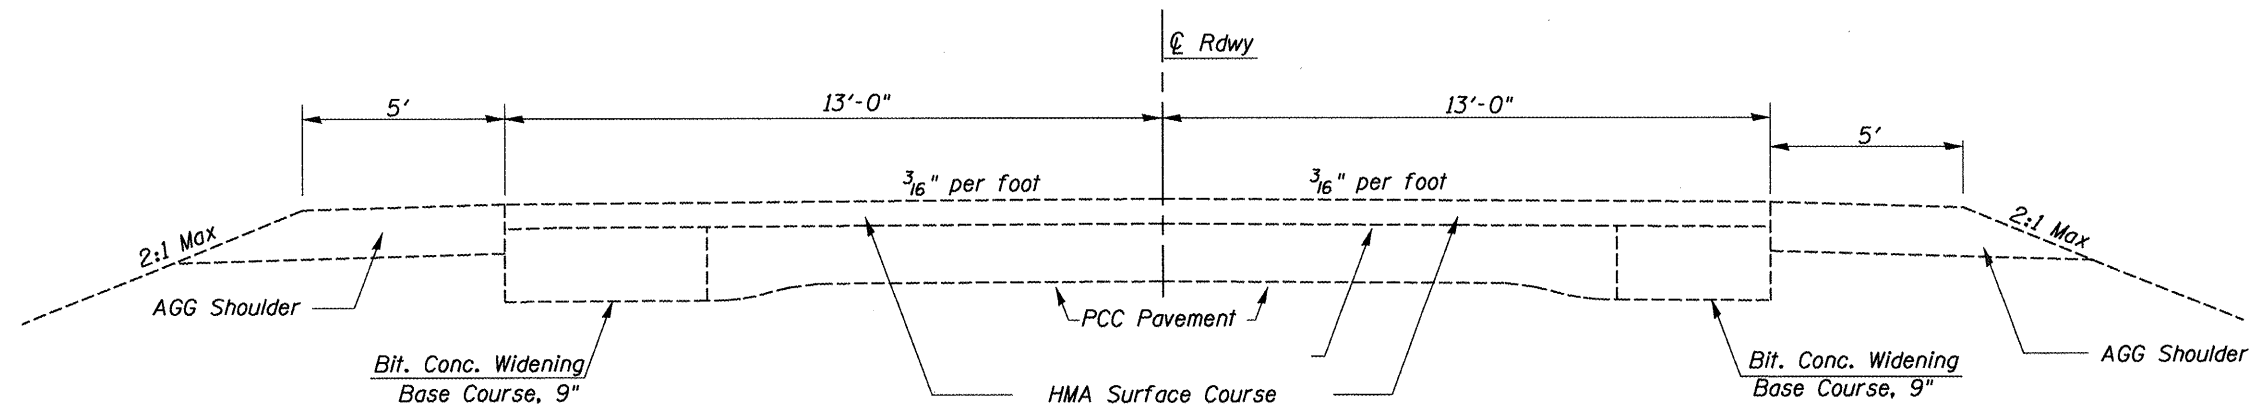 ℄ Rdwy
5'
13'-0"
13'-0"
5'
3/16" per foot
3/16" per foot
2:1 Max
2:1 Max
AGG Shoulder
PCC Pavement
Bit. Conc. Widening
Base Course, 9"
HMA Surface Course
Bit. Conc. Widening
Base Course, 9"
AGG Shoulder